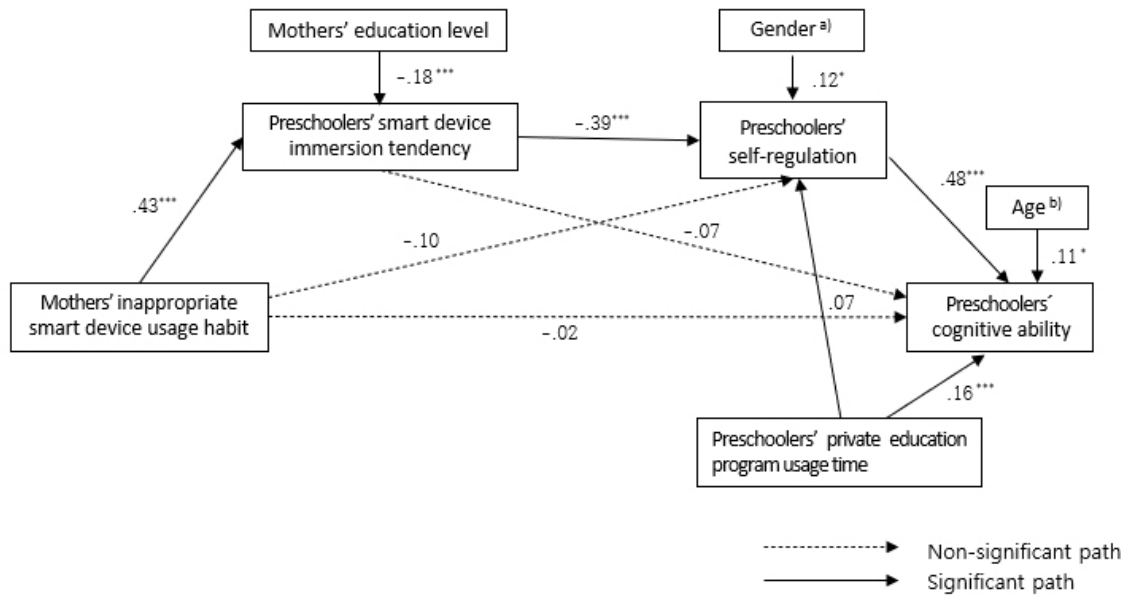 Mothers' education level
Gender a)
-.18***
.12*
Preschoolers' smart device
immersion tendency
-.39***
Preschoolers'
self-regulation
.48***
Age b)
.43***
-.10
-.07
.11*
Mothers' inappropriate
smart device usage habit
.07
Preschoolers´
cognitive ability
-.02
.16***
Preschoolers' private education
program usage time
Non-significant path
Significant path